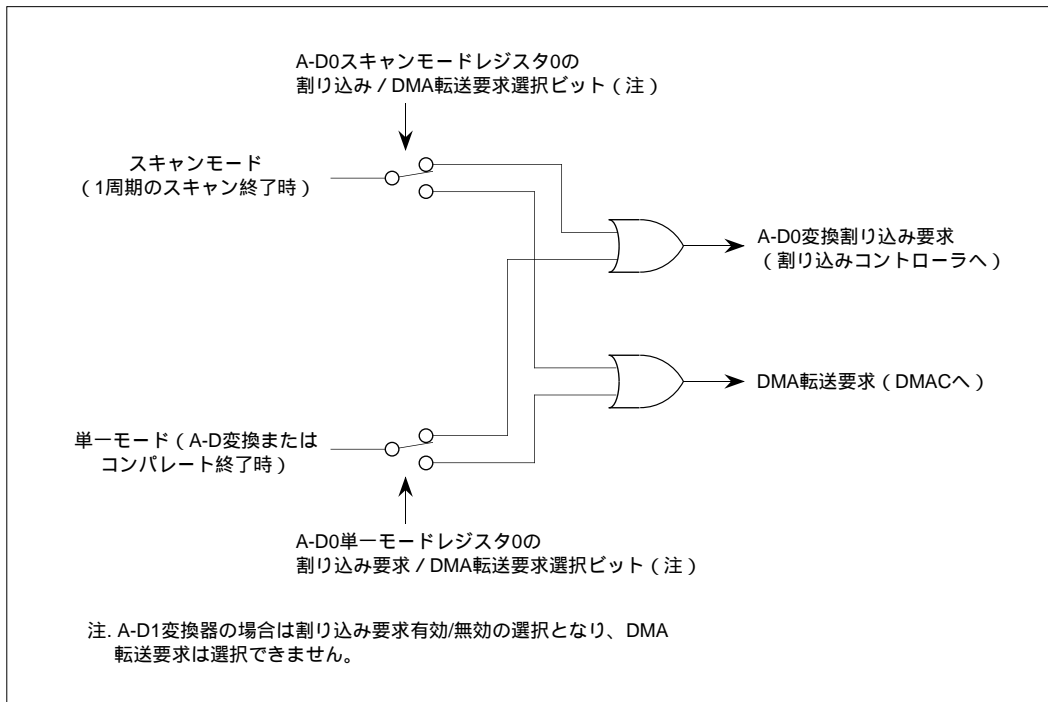 A-D0スキャンモードレジスタ0の
割り込み / DMA転送要求選択ビット ( 注 )
スキャンモード
( 1周期のスキャン終了時 )
A-D0変換割り込み要求
( 割り込みコントローラへ )
DMA転送要求 ( DMACへ )
単一モード ( A-D変換または
コンパレート終了時 )
A-D0単一モードレジスタ0の
割り込み要求 / DMA転送要求選択ビット ( 注 )
注. A-D1変換器の場合は割り込み要求有効/無効の選択となり、DMA
転送要求は選択できません。